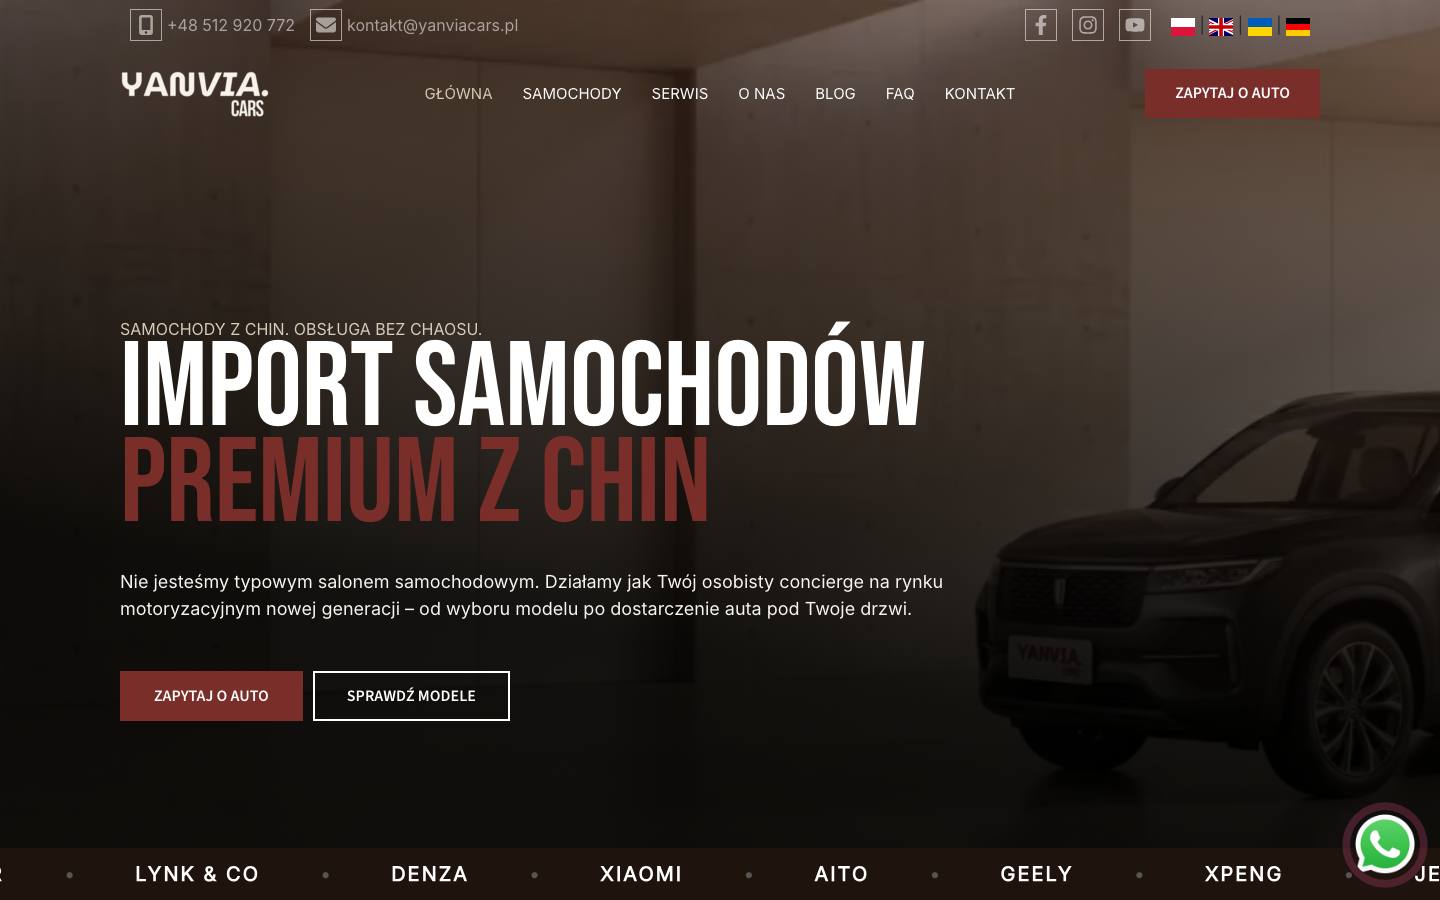 +48 512 920 772
kontakt@yanviacars.pl
YANVIA.
CARS
GŁÓWNA
SAMOCHODY
SERWIS
O NAS
BLOG
FAQ
KONTAKT
ZAPYTAJ O AUTO
SAMOCHODY Z CHIN. OBSŁUGA BEZ CHAOSU.
IMPORT SAMOCHODÓW
PREMIUM Z CHIN
Nie jesteśmy typowym salonem samochodowym. Działamy jak Twój osobisty concierge na rynku
motoryzacyjnym nowej generacji – od wyboru modelu po dostarczenie auta pod Twoje drzwi.
ZAPYTAJ O AUTO
SPRAWDŹ MODELE
YANVIA.
LYNK & CO • DENZA • XIAOMI • AITO • GEELY • XPENG •